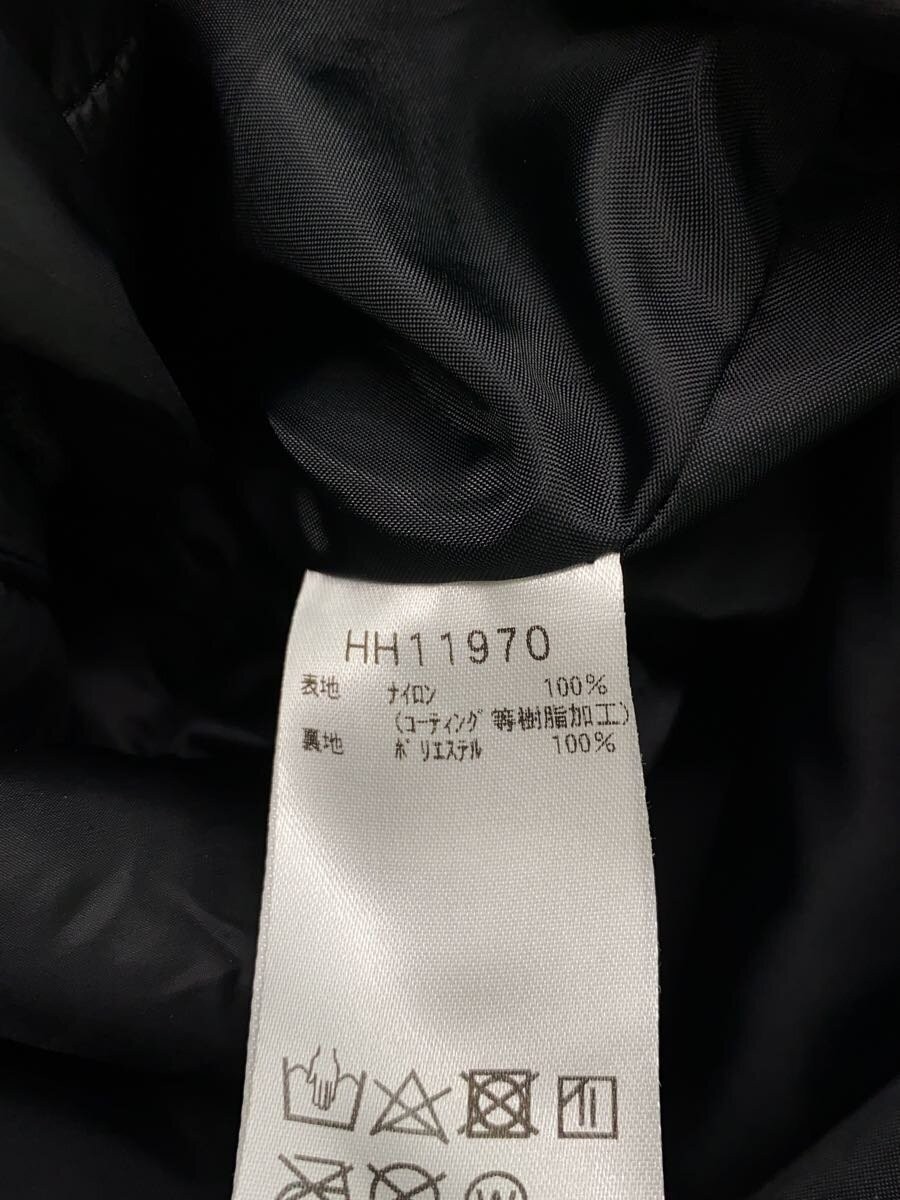 HH11970
表地 ナイロン 100%
(コーティング等樹脂加工)
裏地 ポリエステル 100%
W